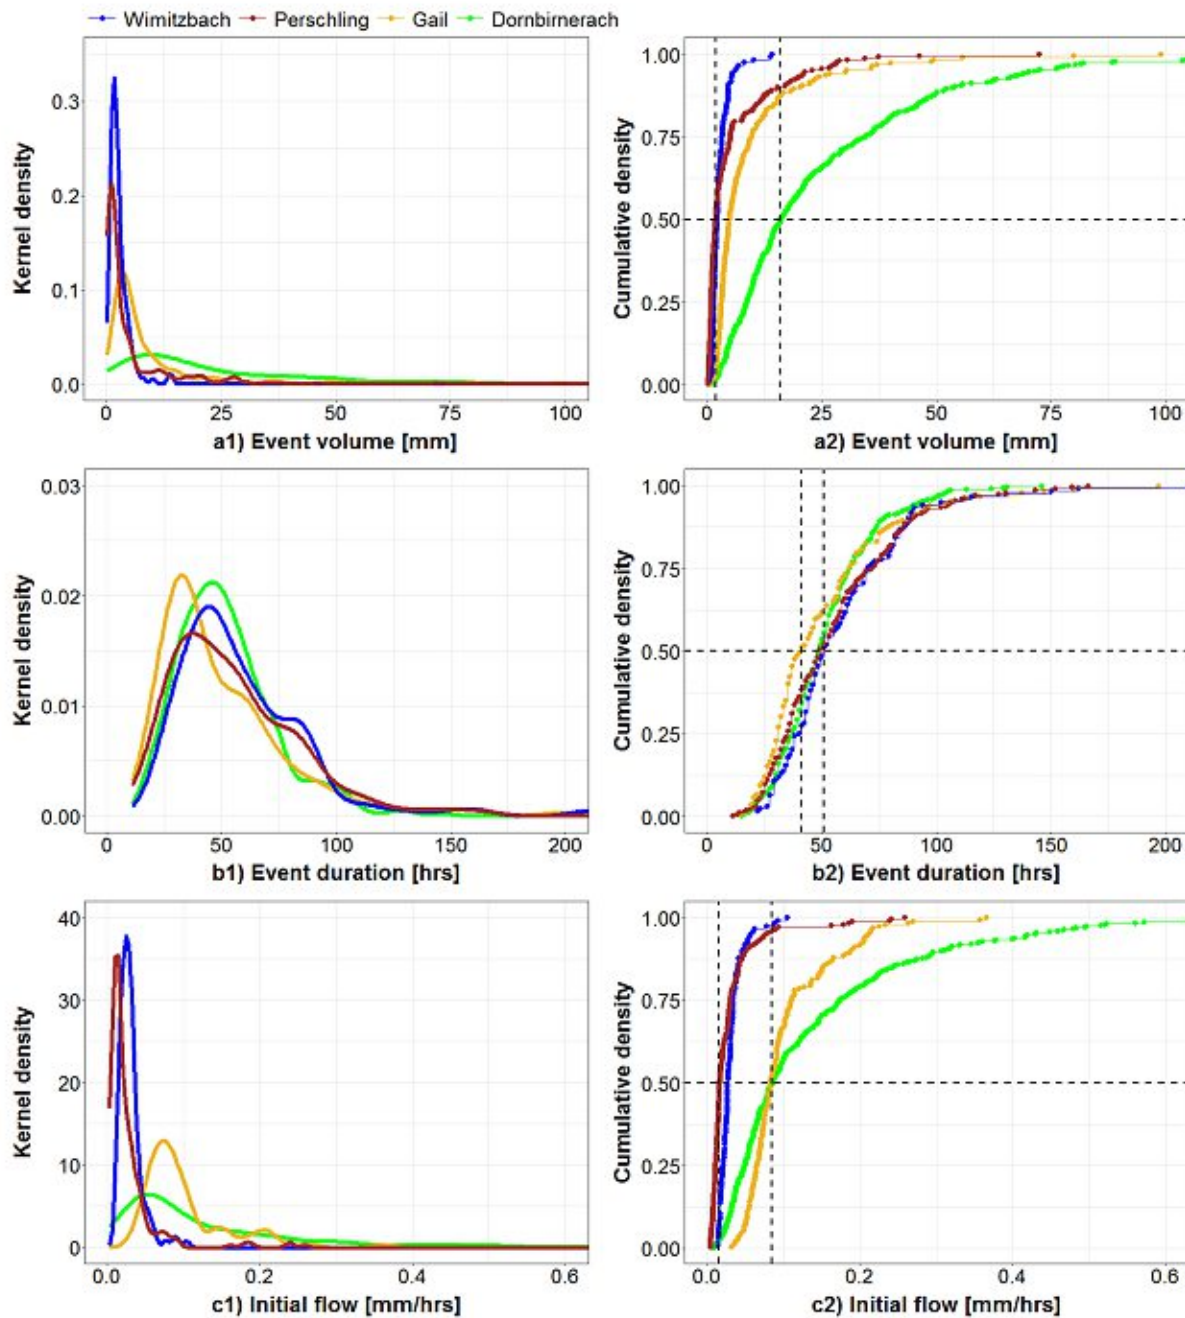 Wimitzbach Perschling Gail Dornbirnerach
Kernel density
0.3
0.2
0.1
0.0
0 25 50 75 100
a1) Event volume [mm]
Cumulative density
1.00
0.75
0.50
0.25
0.00
0 25 50 75 100
a2) Event volume [mm]
Kernel density
0.03
0.02
0.01
0.00
0 50 100 150 200
b1) Event duration [hrs]
Cumulative density
1.00
0.75
0.50
0.25
0.00
0 50 100 150 200
b2) Event duration [hrs]
Kernel density
40
30
20
10
0
0.0 0.2 0.4 0.6
c1) Initial flow [mm/hrs]
Cumulative density
1.00
0.75
0.50
0.25
0.00
0.0 0.2 0.4 0.6
c2) Initial flow [mm/hrs]